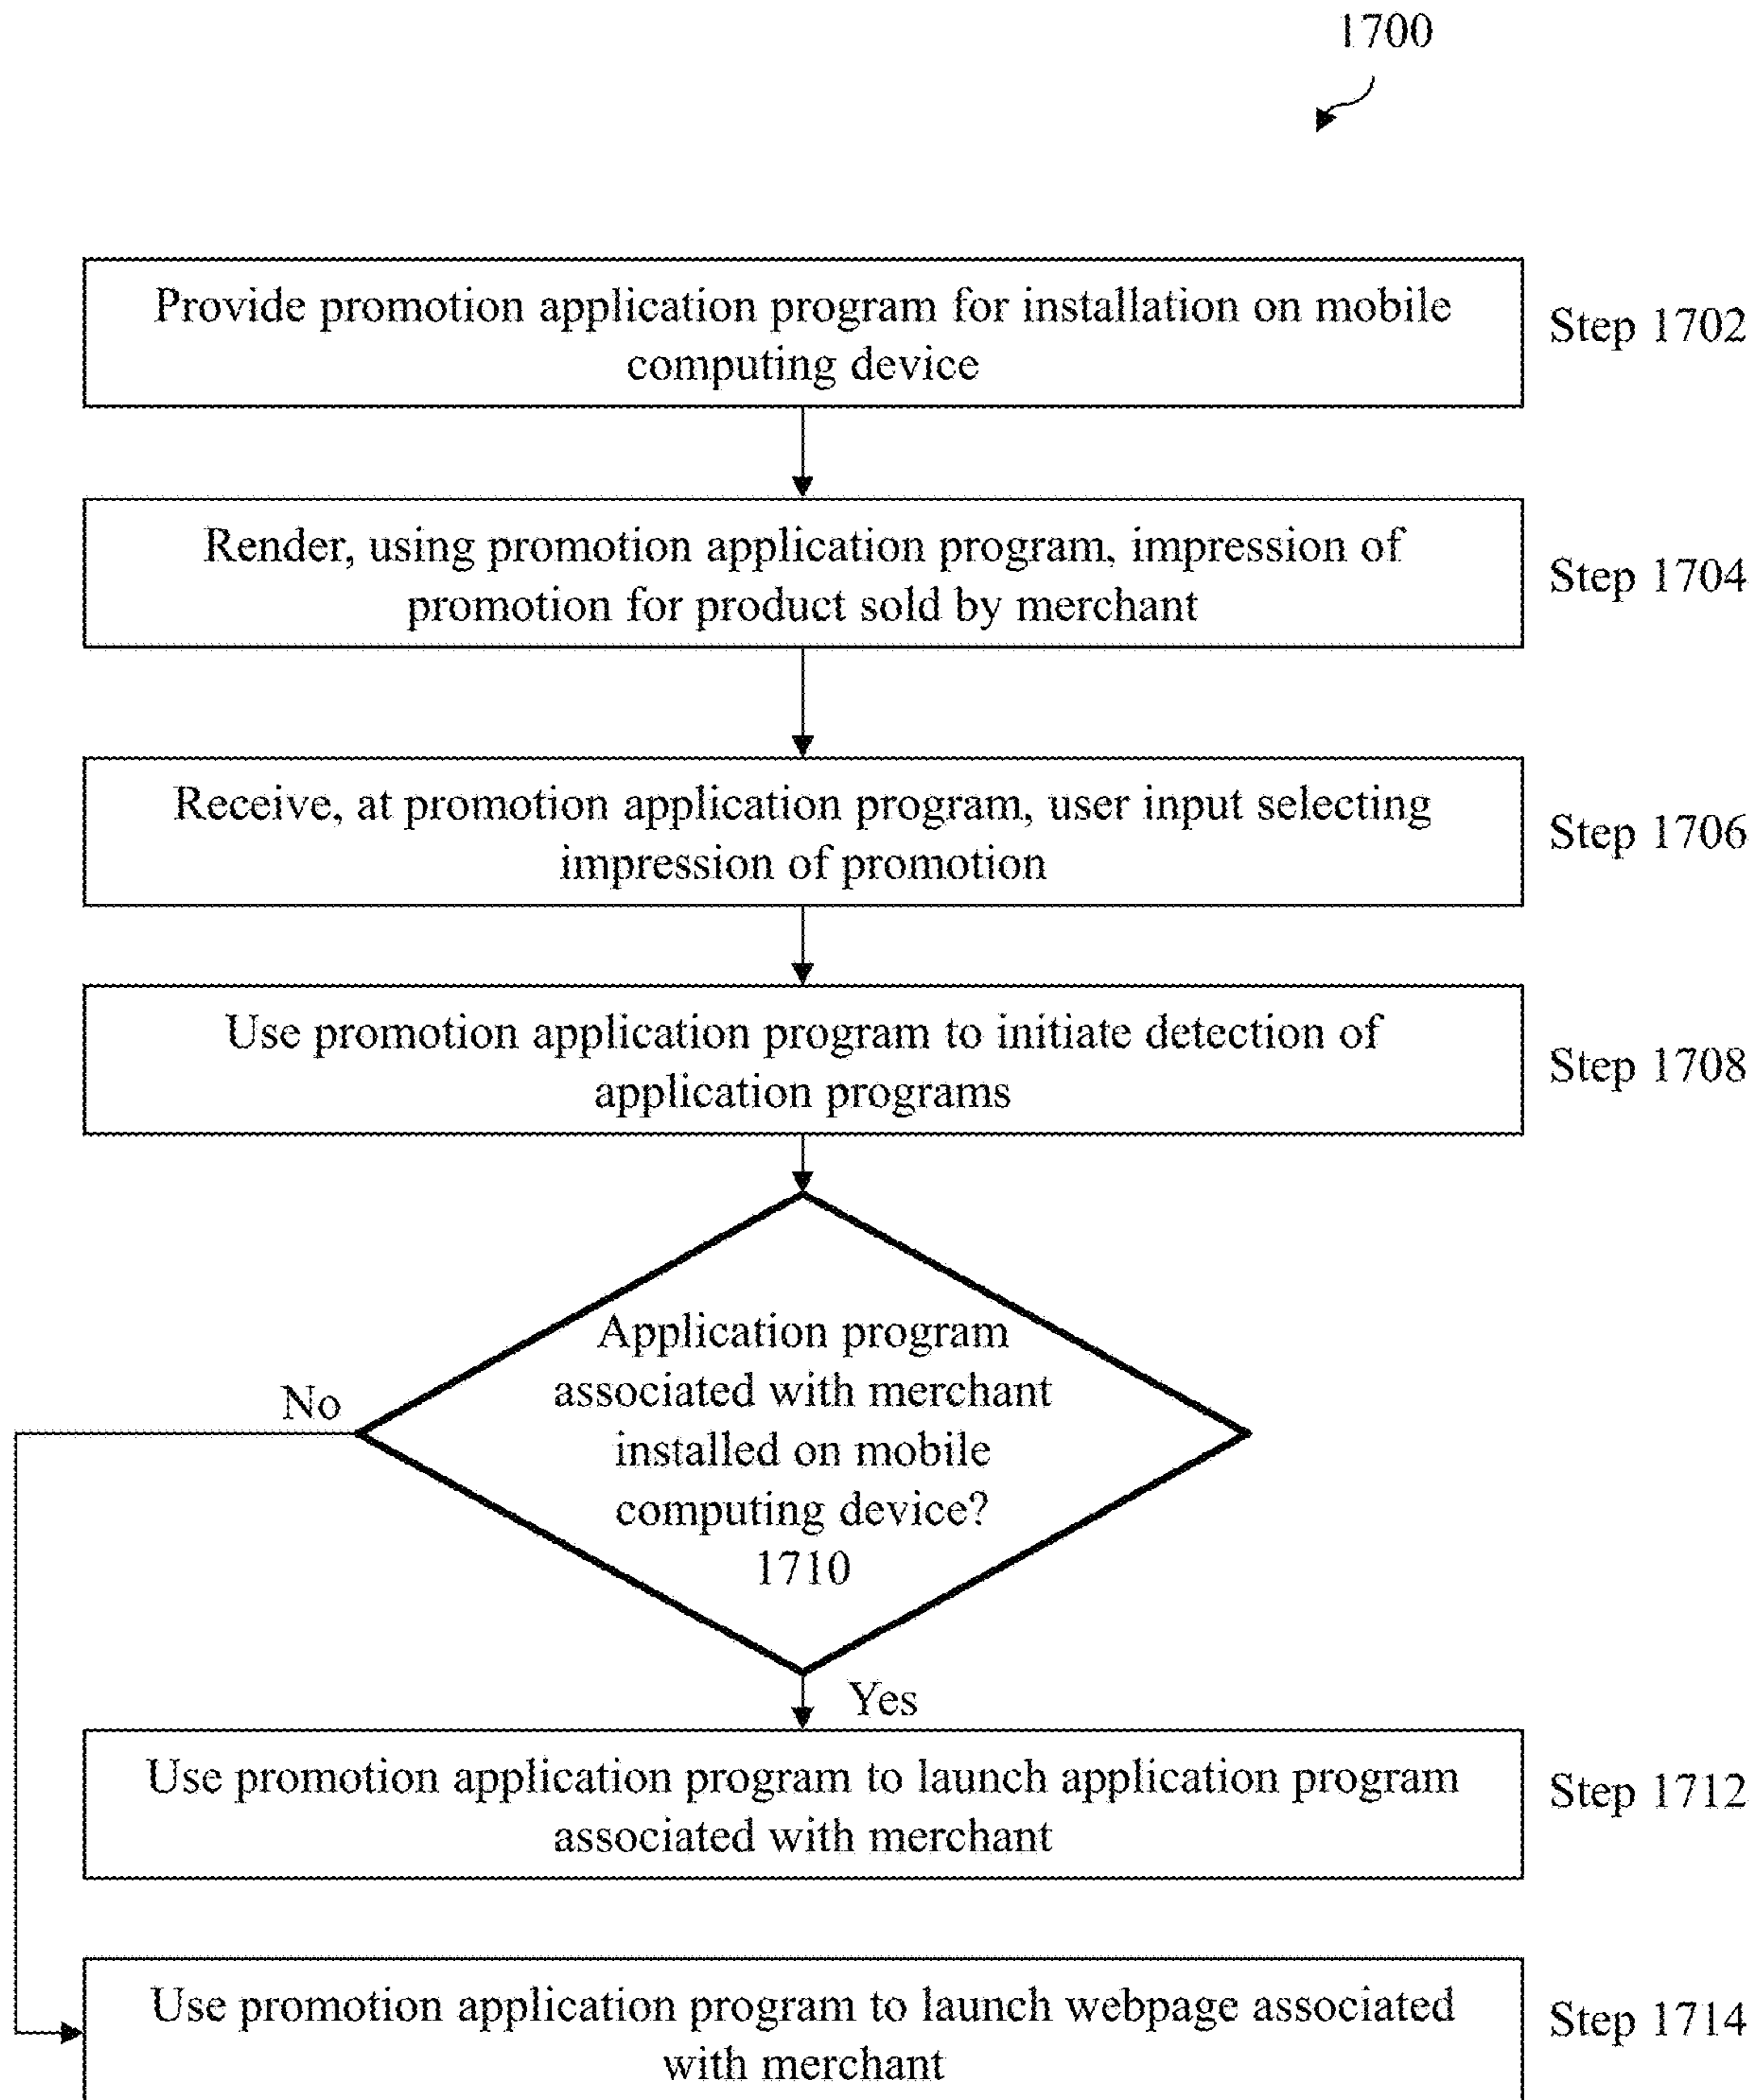 1700
Provide promotion application program for installation on mobile
computing device
Step 1702
Render, using promotion application program, impression of
promotion for product sold by merchant
Step 1704
Receive, at promotion application program, user input selecting
impression of promotion
Step 1706
Use promotion application program to initiate detection of
application programs
Step 1708
Application program
associated with merchant
installed on mobile
computing device?
1710
No
Yes
Use promotion application program to launch application program
associated with merchant
Step 1712
Use promotion application program to launch webpage associated
with merchant
Step 1714